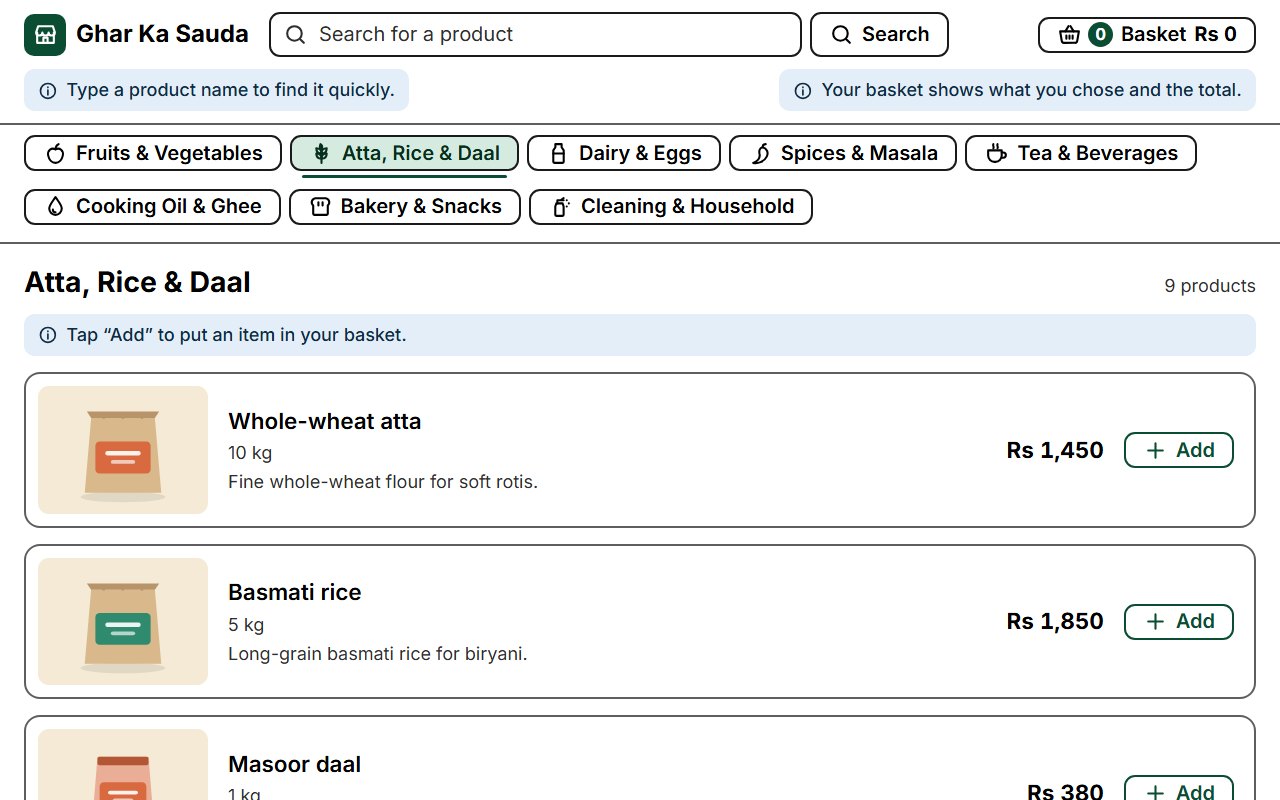 Ghar Ka Sauda
Search for a product
Search
0 Basket Rs 0
Type a product name to find it quickly.
Your basket shows what you chose and the total.
Fruits & Vegetables
Atta, Rice & Daal
Dairy & Eggs
Spices & Masala
Tea & Beverages
Cooking Oil & Ghee
Bakery & Snacks
Cleaning & Household
Atta, Rice & Daal
9 products
Tap “Add” to put an item in your basket.
Whole-wheat atta
10 kg
Fine whole-wheat flour for soft rotis.
Rs 1,450
Add
Basmati rice
5 kg
Long-grain basmati rice for biryani.
Rs 1,850
Add
Masoor daal
1 kg
Rs 380
Add